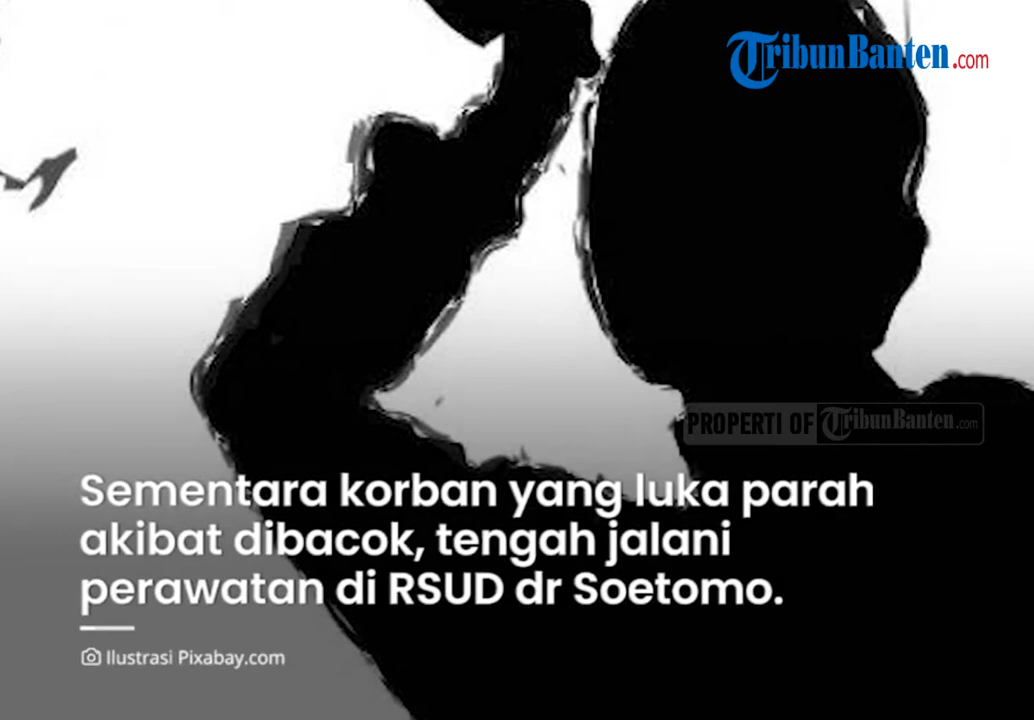 TribunBanten.com
PROPERTI OF TribunBanten.com
Sementara korban yang luka parah
akibat dibacok, tengah jalani
perawatan di RSUD dr Soetomo.
Ilustrasi Pixabay.com